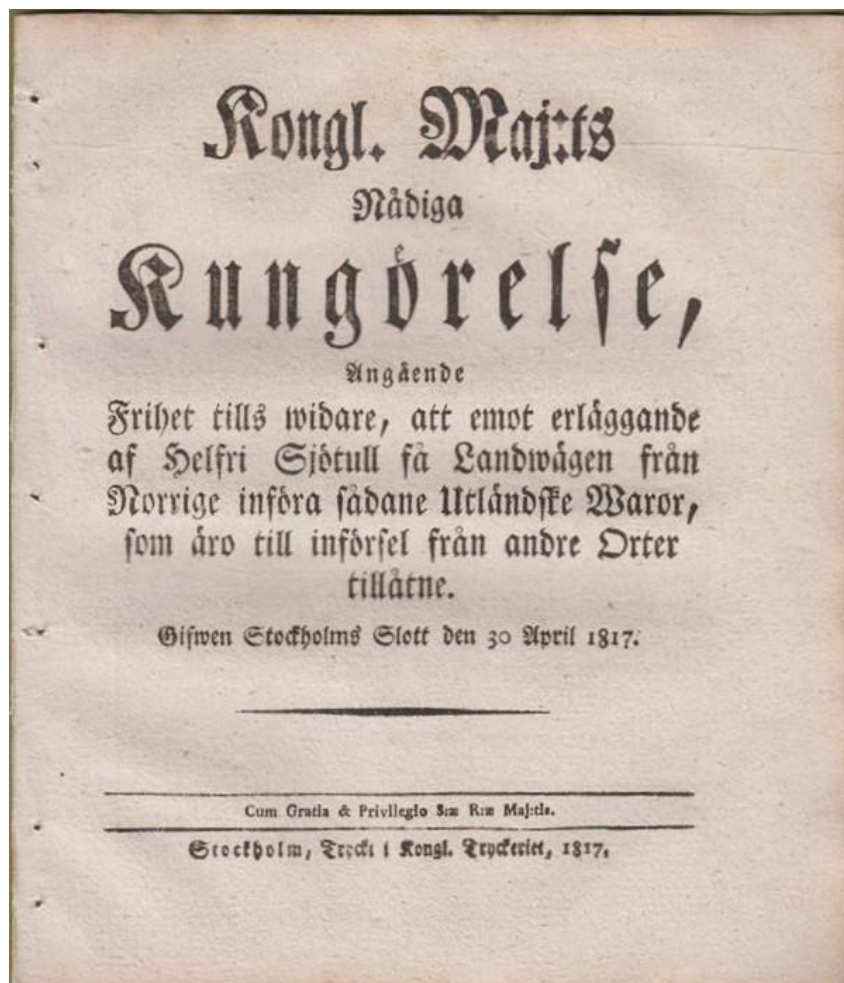 Kongl. Maj:ts
Nådiga
Kungörelse,
Angående
Frihet tills widare, att emot erläggande
af Helfri Sjötull få Landwägen från
Norrige införa sådane Utländske Waror,
som äro till införsel från andre Orter
tillåtne.
Gifwen Stockholms Slott den 30 April 1817.
Cum Gratia & Privilegio S:æ R:æ Maj:tis.
Stockholm, Tryckt i Kongl. Tryckeriet, 1817.